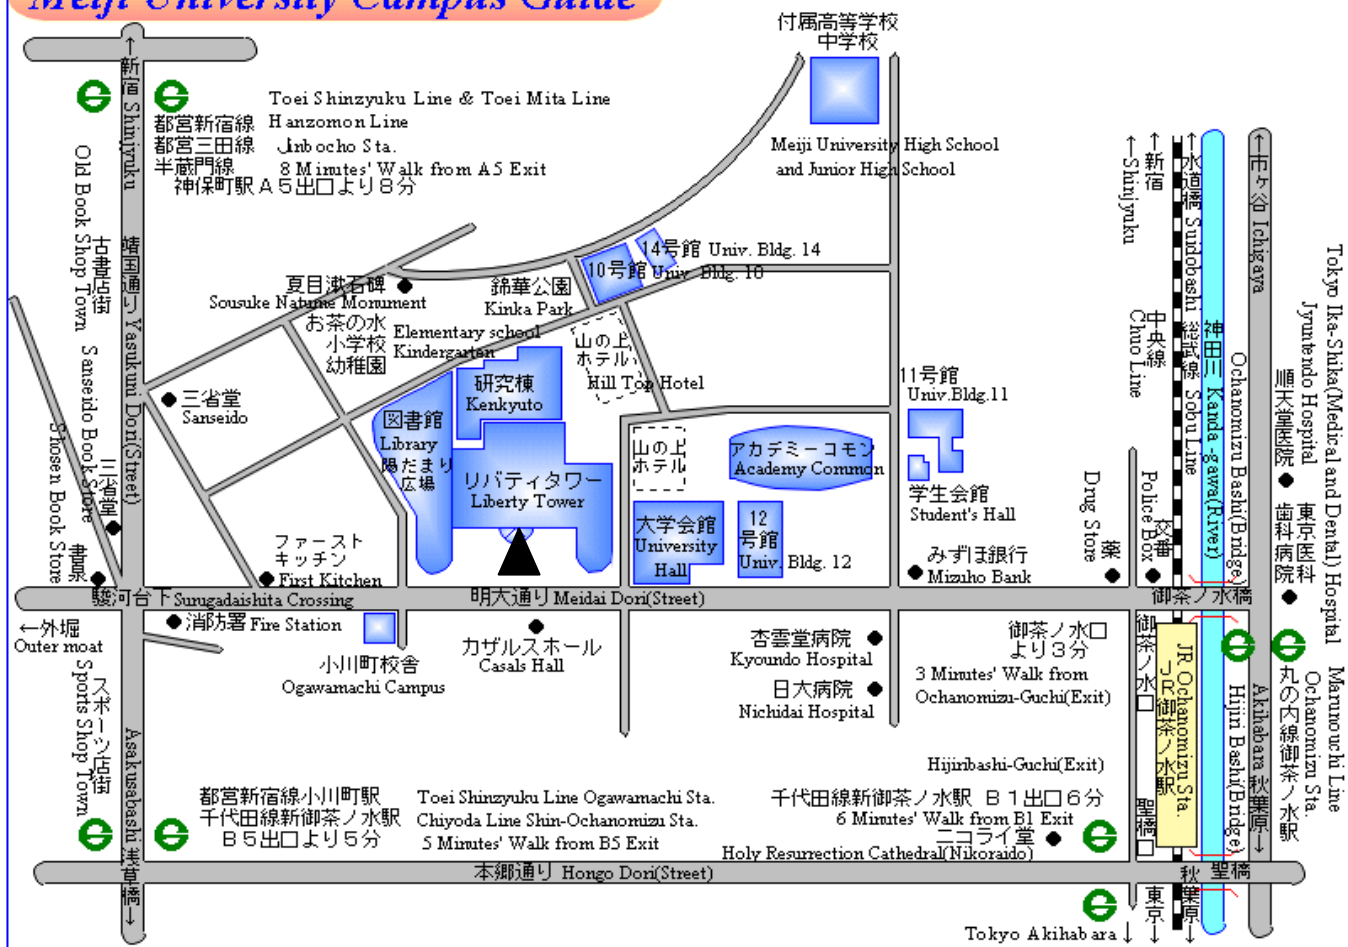 Meiji University Campus Guide
付属高等学校
中学校
Meiji University High School
and Junior High School
←新宿 Shinjyuku
Toei Shinzyuku Line & Toei Mita Line
都営新宿線 Hanzomon Line
都営三田線 Jinbocho Sta.
半蔵門線 8 Minutes' Walk from A5 Exit
神保町駅A5出口より8分
Old Book Shop Town
古書店街
靖国通り Yasukuni Dori(Street)
Sanseido Book Store
三省堂
Shosen Book Store
書泉
夏目漱石碑
Sousuke Natume Monument
お茶の水
小学校
幼稚園
Elementary school
Kindergarten
錦華公園
Kinka Park
10号館 Univ. Bldg. 10
14号館 Univ. Bldg. 14
山の上
ホテル
Hill Top Hotel
三省堂
Sanseido
図書館
Library
陽だまり
広場
研究棟
Kenkyuto
リバティタワー
Liberty Tower
山の上
ホテル
アカデミーコモン
Academy Common
11号館
Univ.Bldg.11
学生会館
Student's Hall
大学会館
University
Hall
12
号館
Univ. Bldg. 12
みずほ銀行
Mizuho Bank
Drug Store
薬
Police Box
交番
ファースト
キッチン
First Kitchen
駿河台下 Surugadaishita Crossing
明大通り Meidai Dori(Street)
御茶ノ水橋
←外堀
Outer moat
消防署 Fire Station
小川町校舎
Ogawamachi Campus
カザルスホール
Casals Hall
杏雲堂病院
Kyoundo Hospital
日大病院
Nichidai Hospital
御茶ノ水口
より3分
3 Minutes' Walk from
Ochanomizu-Guchi(Exit)
御茶ノ水口
JR Ochanomizu Sta.
JR御茶ノ水駅
Hijiribashi-Guchi(Exit)
聖橋口
スポーツ店街
Sports Shop Town
Asakusabashi 浅草橋→
都営新宿線小川町駅
千代田線新御茶ノ水駅
B5出口より5分
Toei Shinzyuku Line Ogawamachi Sta.
Chiyoda Line Shin-Ochanomizu Sta.
5 Minutes' Walk from B5 Exit
千代田線新御茶ノ水駅 B1出口6分
6 Minutes' Walk from B1 Exit
ニコライ堂
Holy Resurrection Cathedral(Nikoraido)
本郷通り Hongo Dori(Street)
聖橋
Tokyo Akihabara ↓
東京→
秋葉原→
←Shinjyuku
←新宿
中央線
Chuo Line
←水道橋 Suidobashi
総武線 Sobu Line
神田川 Kanda -gawa(River)
Ochanomizu Bashi(Bridge)
Hijiri Bashi(Bridge)
←市ヶ谷 Ichigaya
Akihabara 秋葉原→
順天堂医院
Jyuntendo Hospital
東京医科
歯科病院
Tokyo Ika-Shika(Medical and Dental) Hospital
Marunouchi Line
Ochanomizu Sta.
丸の内線御茶ノ水駅